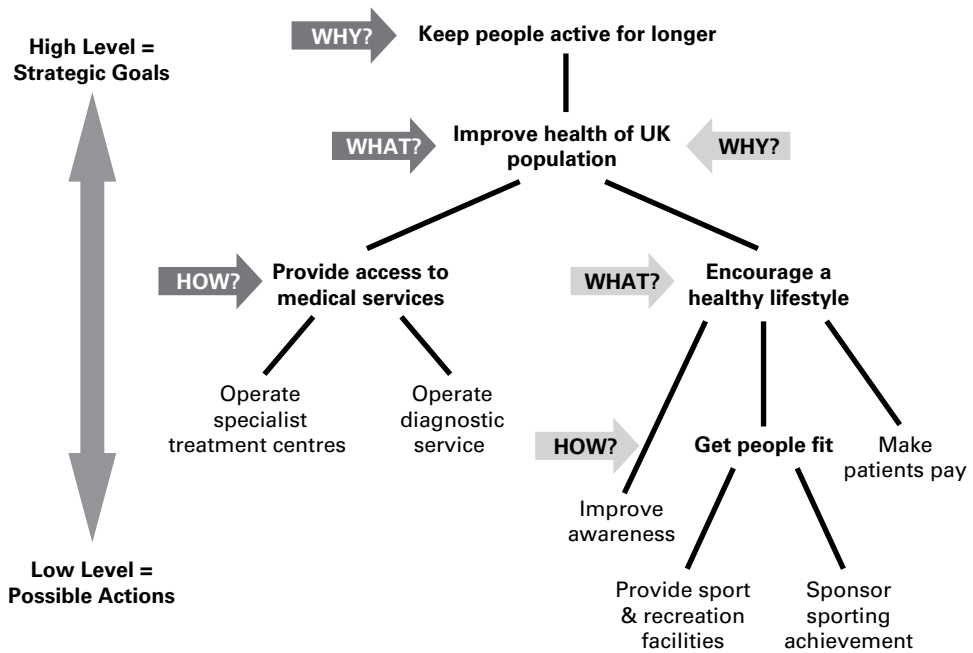 WHY?
Keep people active for longer
High Level =
Strategic Goals
WHAT?
Improve health of UK
population
WHY?
HOW?
Provide access to
medical services
WHAT?
Encourage a
healthy lifestyle
Operate
specialist
treatment centres
Operate
diagnostic
service
HOW?
Get people fit
Make
patients pay
Improve
awareness
Low Level =
Possible Actions
Provide sport
& recreation
facilities
Sponsor
sporting
achievement